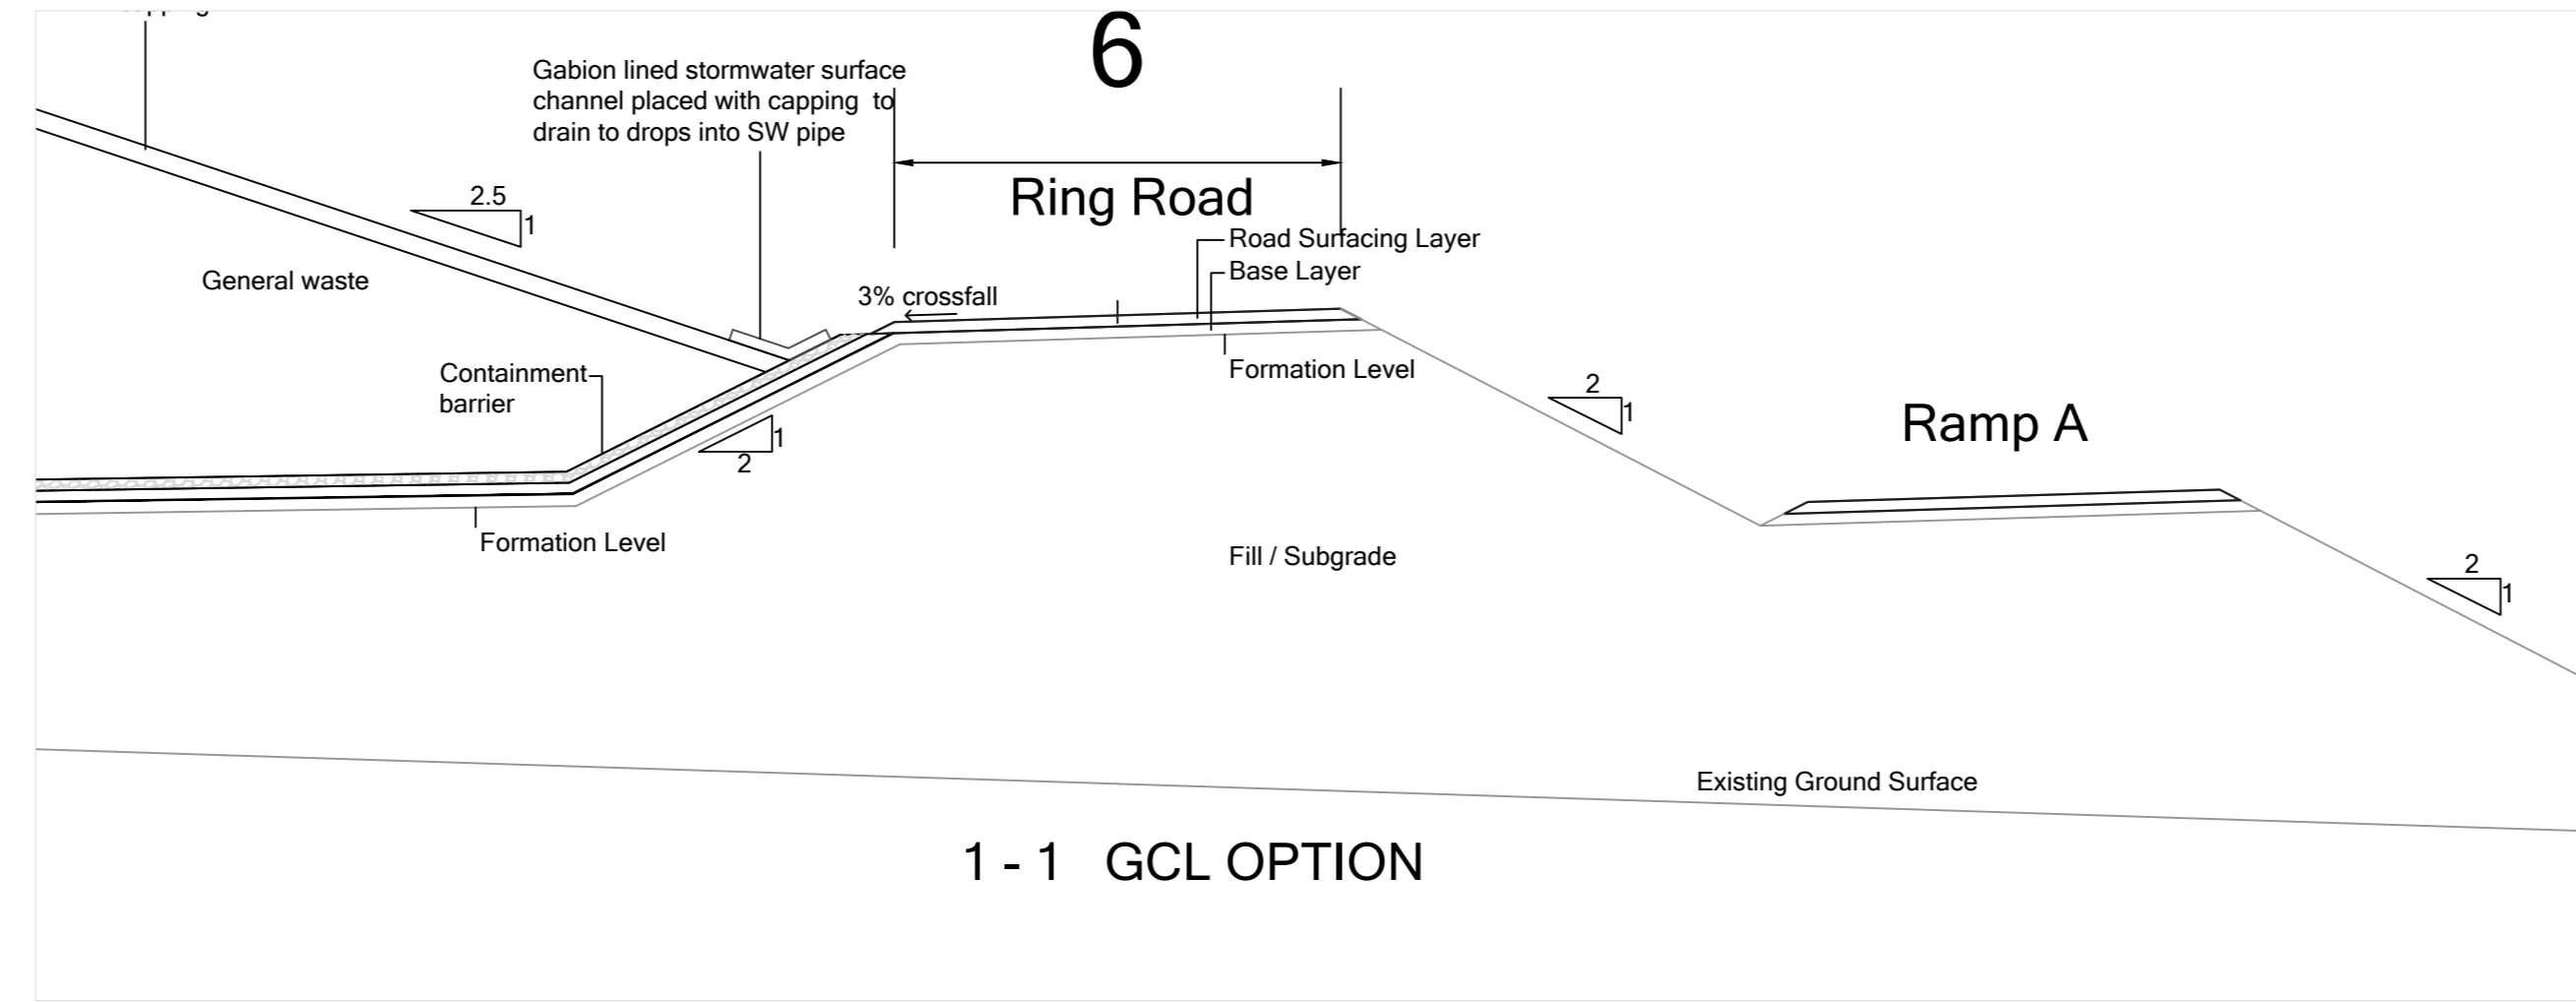 6
Gabion lined stormwater surface
channel placed with capping to
drain to drops into SW pipe
2.5
1
Ring Road
Road Surfacing Layer
Base Layer
General waste
3% crossfall
Containment
barrier
Formation Level
2
1
Ramp A
1
2
Formation Level
Fill / Subgrade
2
1
Existing Ground Surface
1 - 1 GCL OPTION